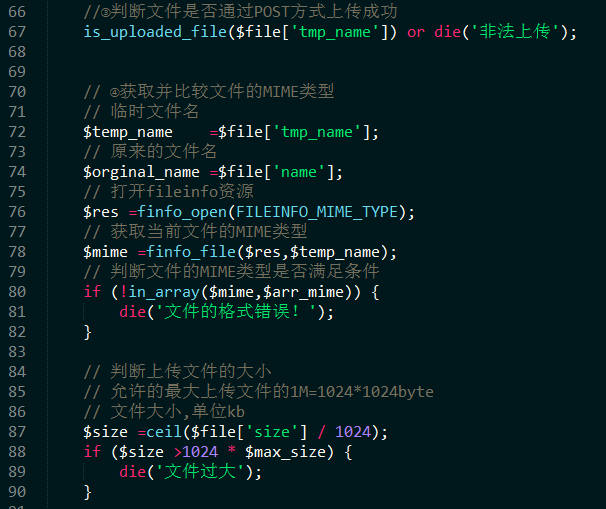 66 //③判断文件是否通过POST方式上传成功
67 is_uploaded_file($file['tmp_name']) or die('非法上传');
68
69
70 // ④获取并比较文件的MIME类型
71 // 临时文件名
72 $temp_name    =$file['tmp_name'];
73 // 原来的文件名
74 $orginal_name =$file['name'];
75 // 打开fileinfo资源
76 $res =finfo_open(FILEINFO_MIME_TYPE);
77 // 获取当前文件的MIME类型
78 $mime =finfo_file($res,$temp_name);
79 // 判断文件的MIME类型是否满足条件
80 if (!in_array($mime,$arr_mime)) {
81     die('文件的格式错误！');
82 }
83
84 // 判断上传文件的大小
85 // 允许的最大上传文件的1M=1024*1024byte
86 // 文件大小,单位kb
87 $size =ceil($file['size'] / 1024);
88 if ($size >1024 * $max_size) {
89     die('文件过大');
90 }